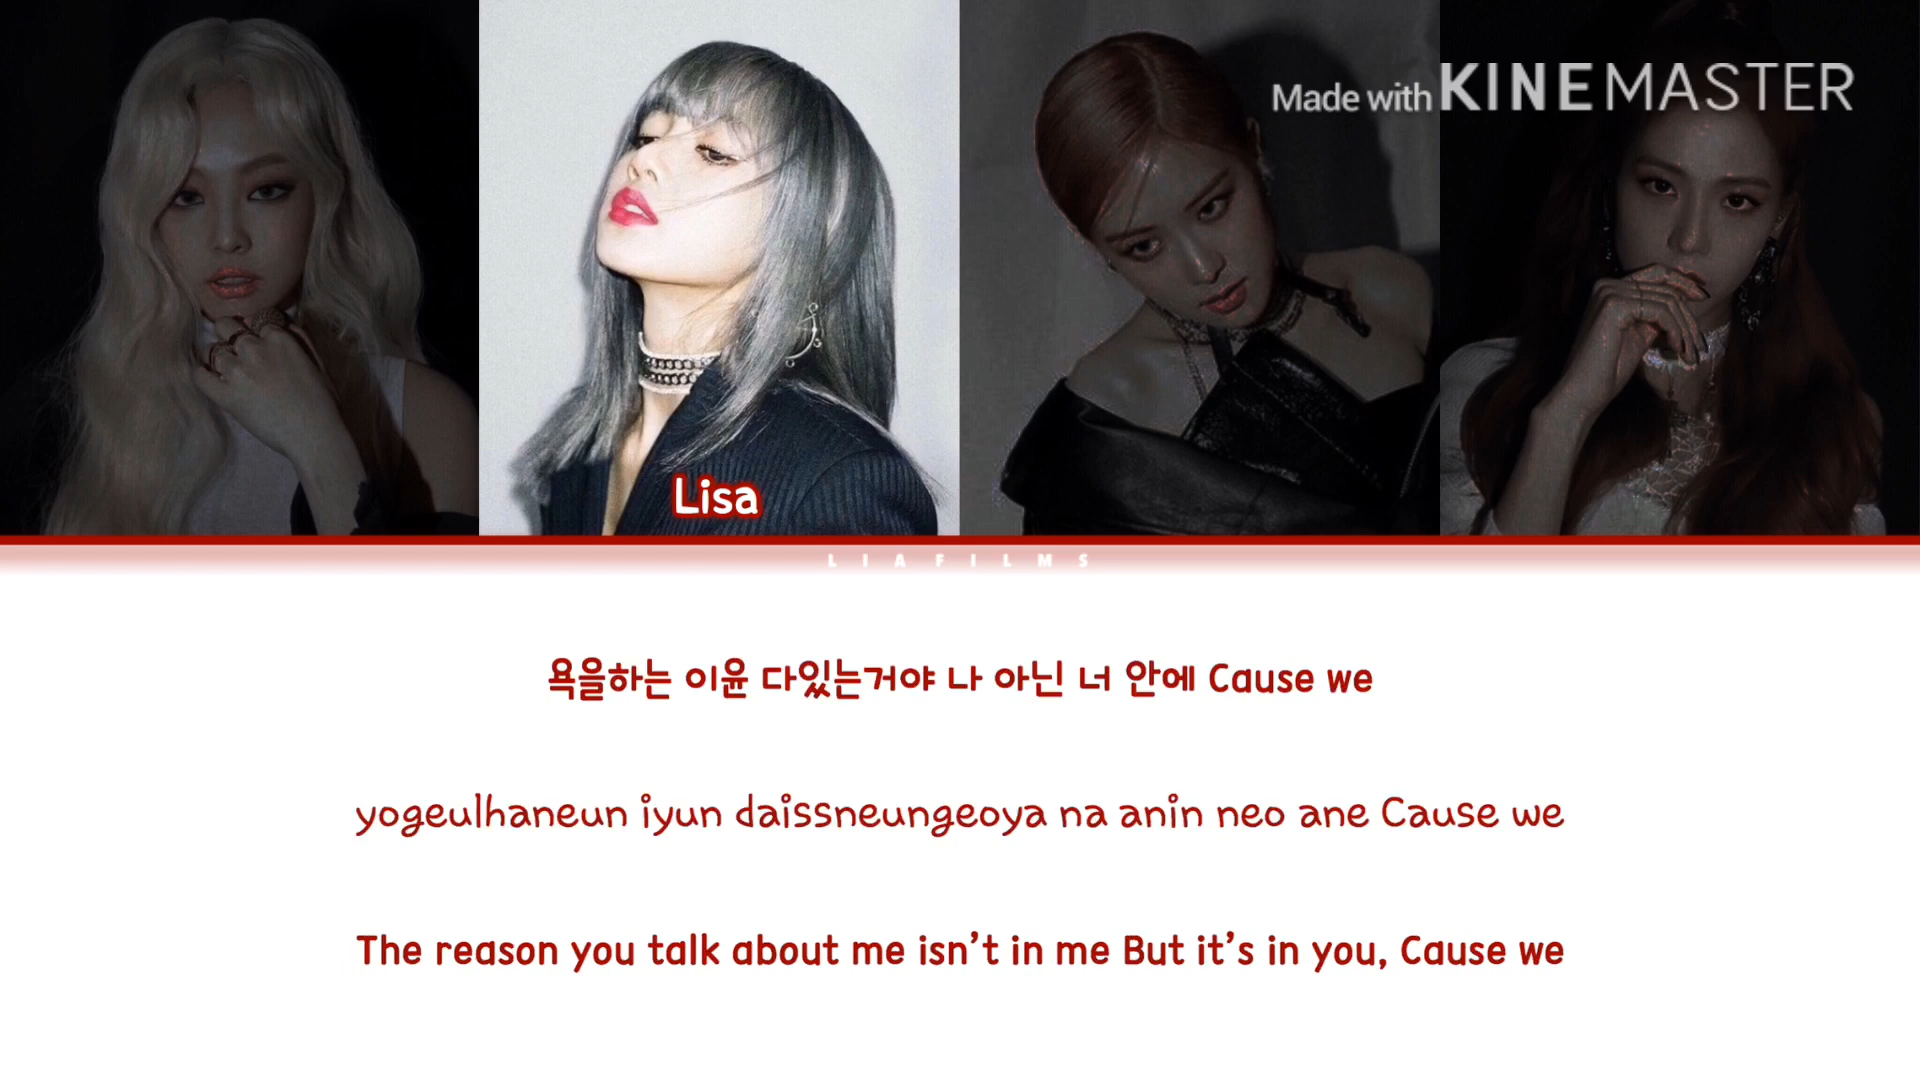 Made with KINEMASTER
Lisa
LIAFILMS
욕을하는 이윤 다있는거야 나 아닌 너 안에 Cause we
yogeulhaneun iyun daissneungeoya na anin neo ane Cause we
The reason you talk about me isn't in me But it's in you, Cause we